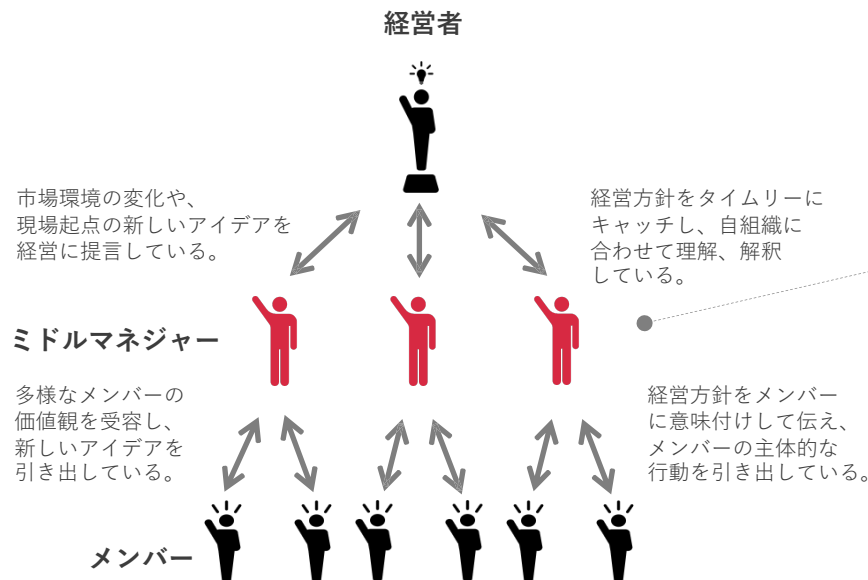 経営者
市場環境の変化や、
現場起点の新しいアイデアを
経営に提言している。
経営方針をタイムリーに
キャッチし、自組織に
合わせて理解、解釈
している。
ミドルマネジャー
多様なメンバーの
価値観を受容し、
新しいアイデアを
引き出している。
経営方針をメンバー
に意味付けして伝え、
メンバーの主体的な
行動を引き出している。
メンバー